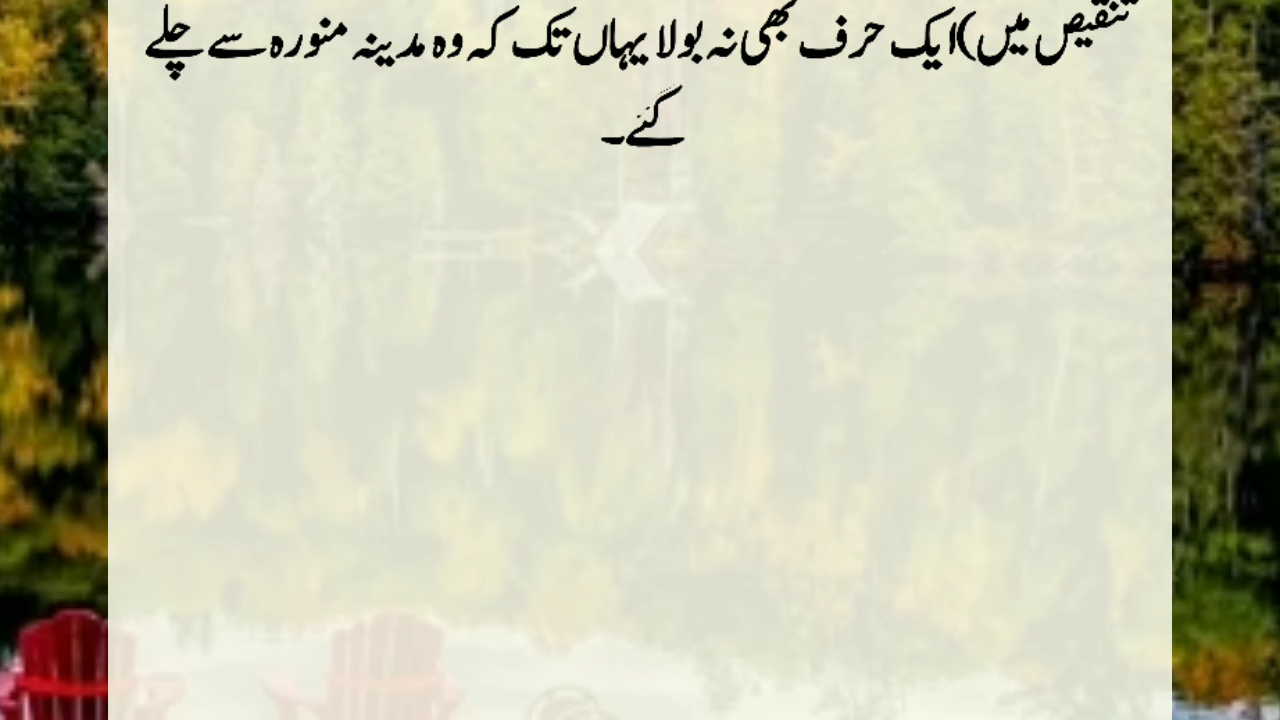 تنقیص میں)ایک حرف بھی نہ بولا یہاں تک کہ وہ مدینہ منورہ سے چلے
گئے۔